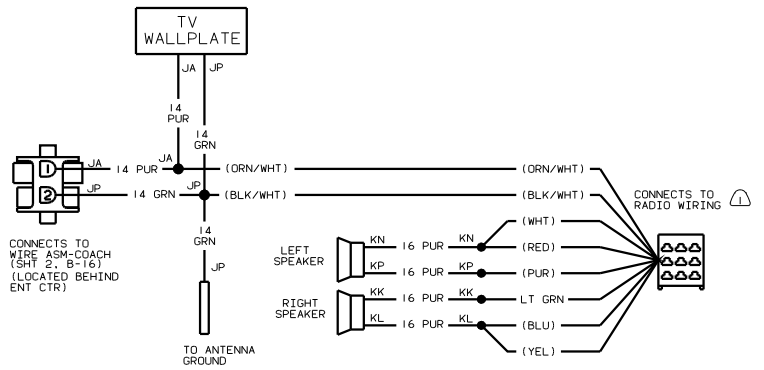 TV
WALLPLATE
JA
JP
14
PUR
14
GRN
JA
14 PUR
JA
(ORN/WHT)
(ORN/WHT)
JP
14 GRN
JP
(BLK/WHT)
(BLK/WHT)
1
2
CONNECTS TO
RADIO WIRING
1
CONNECTS TO
WIRE ASM-COACH
(SHT 2, B-16)
(LOCATED BEHIND
ENT CTR)
14
GRN
JP
TO ANTENNA
GROUND
LEFT
SPEAKER
KN
16 PUR
KN
(WHT)
(RED)
KP
16 PUR
KP
(PUR)
RIGHT
SPEAKER
KK
16 PUR
KK
LT GRN
KL
16 PUR
KL
(BLU)
(YEL)